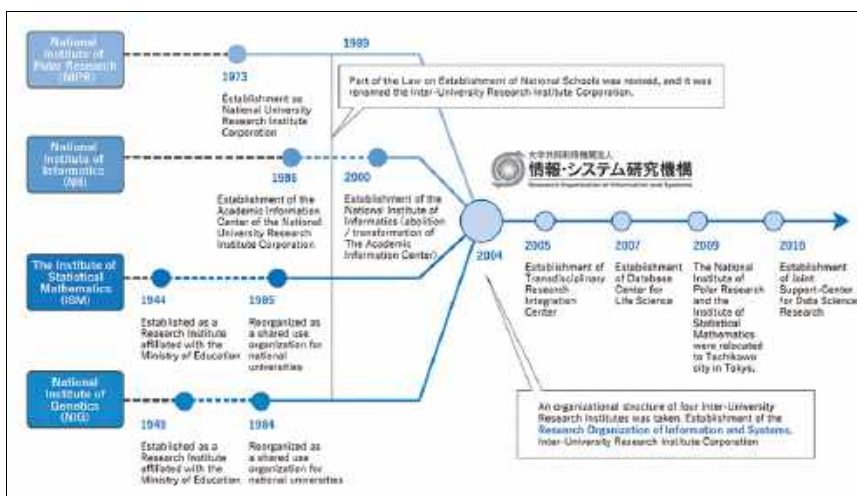 National
Institute of
Polar Research
(NIPR)
1973
Establishment as
National University
Research Institute
Corporation
1989
Part of the Law on Establishment of National Schools was revised, and it was
renamed the Inter-University Research Institute Corporation.
National
Institute of
Informatics
(NII)
1986
Establishment of the
Academic Information
Center of the National
University Research
Institute Corporation
2000
Establishment of the
National Institute of
Informatics (abolition
/ transformation of
The Academic
Information Center)
The Institute of
Statistical
Mathematics
(ISM)
1944
Established as a
Research Institute
affiliated with the
Ministry of Education
1985
Reorganized as
a shared use
organization for
national
universities
National
Institute of
Genetics
(NIG)
1949
Established as a
Research Institute
affiliated with the
Ministry of Education
1984
Reorganized as
a shared use
organization for
national universities
大学共同利用機関法人
情報・システム研究機構
Research Organization of Information and Systems
2004
2005
Establishment of
Transdisciplinary
Research
Integration
Center
2007
Establishment
of Database
Center for
Life Science
2009
The National
Institute of
Polar Research
and the
Institute of
Statistical
Mathematics
were relocated
to Tachikawa
city in Tokyo.
Establishment
of Joint
Support-Center
for Data Science
Research
An organizational structure of four Inter-University
Research Institutes was taken. Establishment of the
Research Organization of Information and Systems,
Inter-University Research Institute Corporation